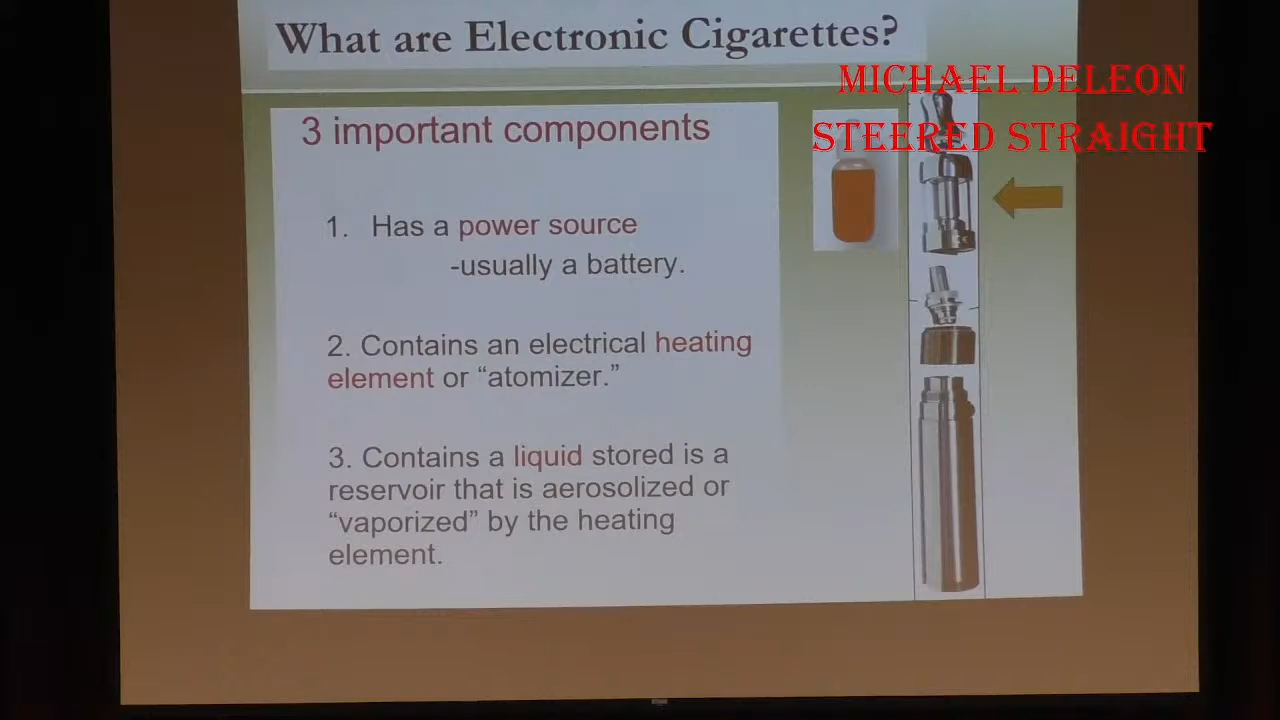 What are Electronic Cigarettes?
MICHAEL DELEON
STEERED STRAIGHT
3 important components
1. Has a power source
-usually a battery.
2. Contains an electrical heating
element or “atomizer.”
3. Contains a liquid stored is a
reservoir that is aerosolized or
“vaporized” by the heating
element.